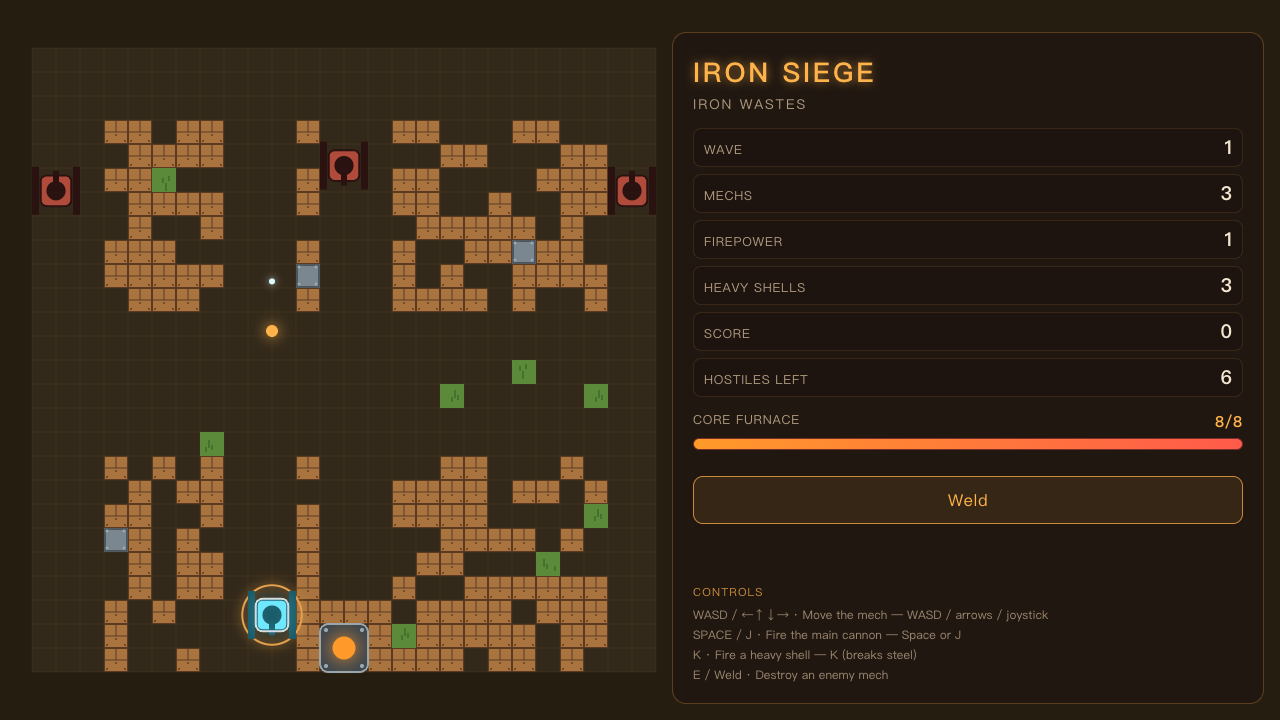 IRON SIEGE
IRON WASTES
WAVE 1
MECHS 3
FIREPOWER 1
HEAVY SHELLS 3
SCORE 0
HOSTILES LEFT 6
CORE FURNACE 8/8
Weld
CONTROLS
WASD / ←↑↓→ · Move the mech — WASD / arrows / joystick
SPACE / J · Fire the main cannon — Space or J
K · Fire a heavy shell — K (breaks steel)
E / Weld · Destroy an enemy mech